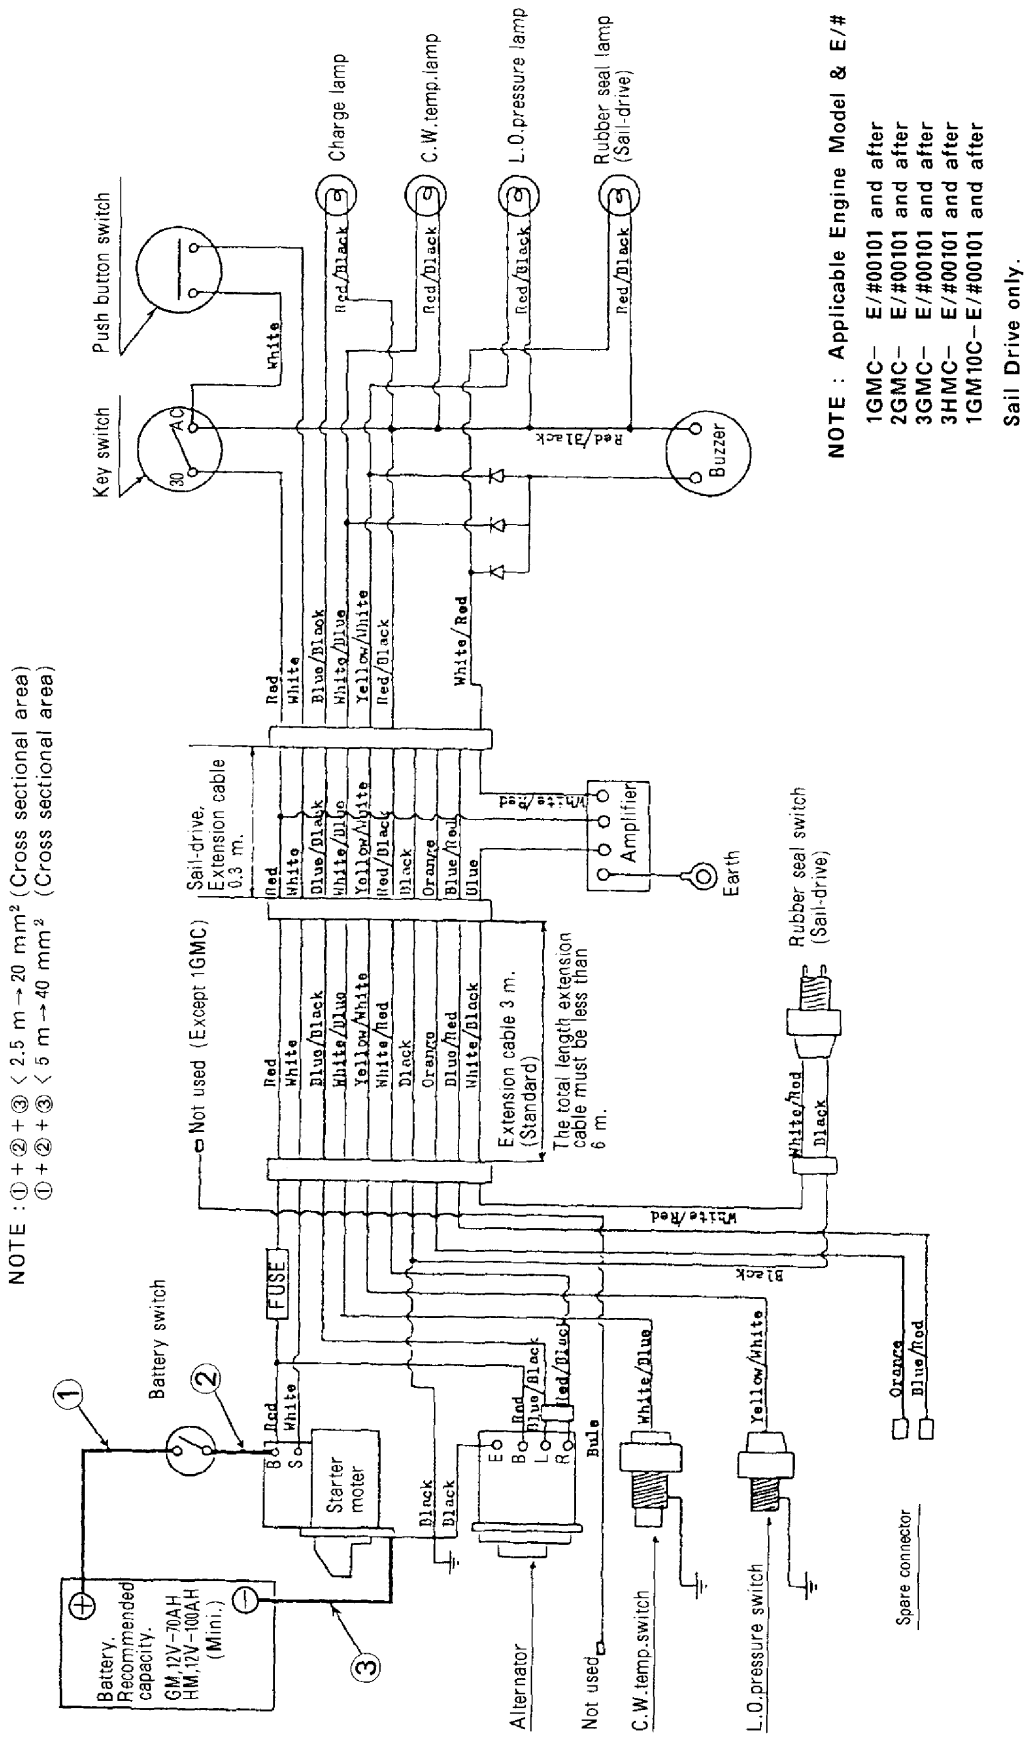 NOTE : ①+②+③ < 2.5 m → 20 mm² (Cross sectional area)
①+②+③ < 5 m → 40 mm² (Cross sectional area)
Key switch
Push button switch
30
AC
White
Charge lamp
C.W.temp.lamp
L.O.pressure lamp
Rubber seal lamp
(Sail-drive)
Red/Black
Red/Black
Red/Black
Red/Black
Red/Black
Buzzer
Red
White
Blue/Black
White/Blue
Yellow/White
Red/Black
White/Red
Sail-drive,
Extension cable
0.3 m.
Red
White
Blue/Black
White/Blue
Yellow/White
Red/Black
Black
Orange
Blue/Red
Blue
White/Red
Amplifier
Earth
Not used (Except 1GMC)
Red
White
Blue/Black
White/Blue
Yellow/White
White/Red
Black
Orange
Blue/Red
White/Black
Extension cable 3 m.
(Standard)
The total length extension
cable must be less than
6 m.
Rubber seal switch
(Sail-drive)
White/Red
Black
White/Red
Black
Battery switch
①
②
③
FUSE
Red
White
B
S
Starter
moter
Battery.
Recommended
capacity.
GM,12V-70AH
HM,12V-100AH
(Mini.)
+
−
Black
Black
E
B
L
R
Red
Blue/Black
Red/Black
Alternator
Bule
Not used
White/Blue
C.W.temp.switch
Yellow/White
L.O.pressure switch
Orange
Blue/Red
Spare connector
NOTE : Applicable Engine Model & E/#
1GMC- E/#00101 and after
2GMC- E/#00101 and after
3GMC- E/#00101 and after
3HMC- E/#00101 and after
1GM10C-E/#00101 and after
Sail Drive only.